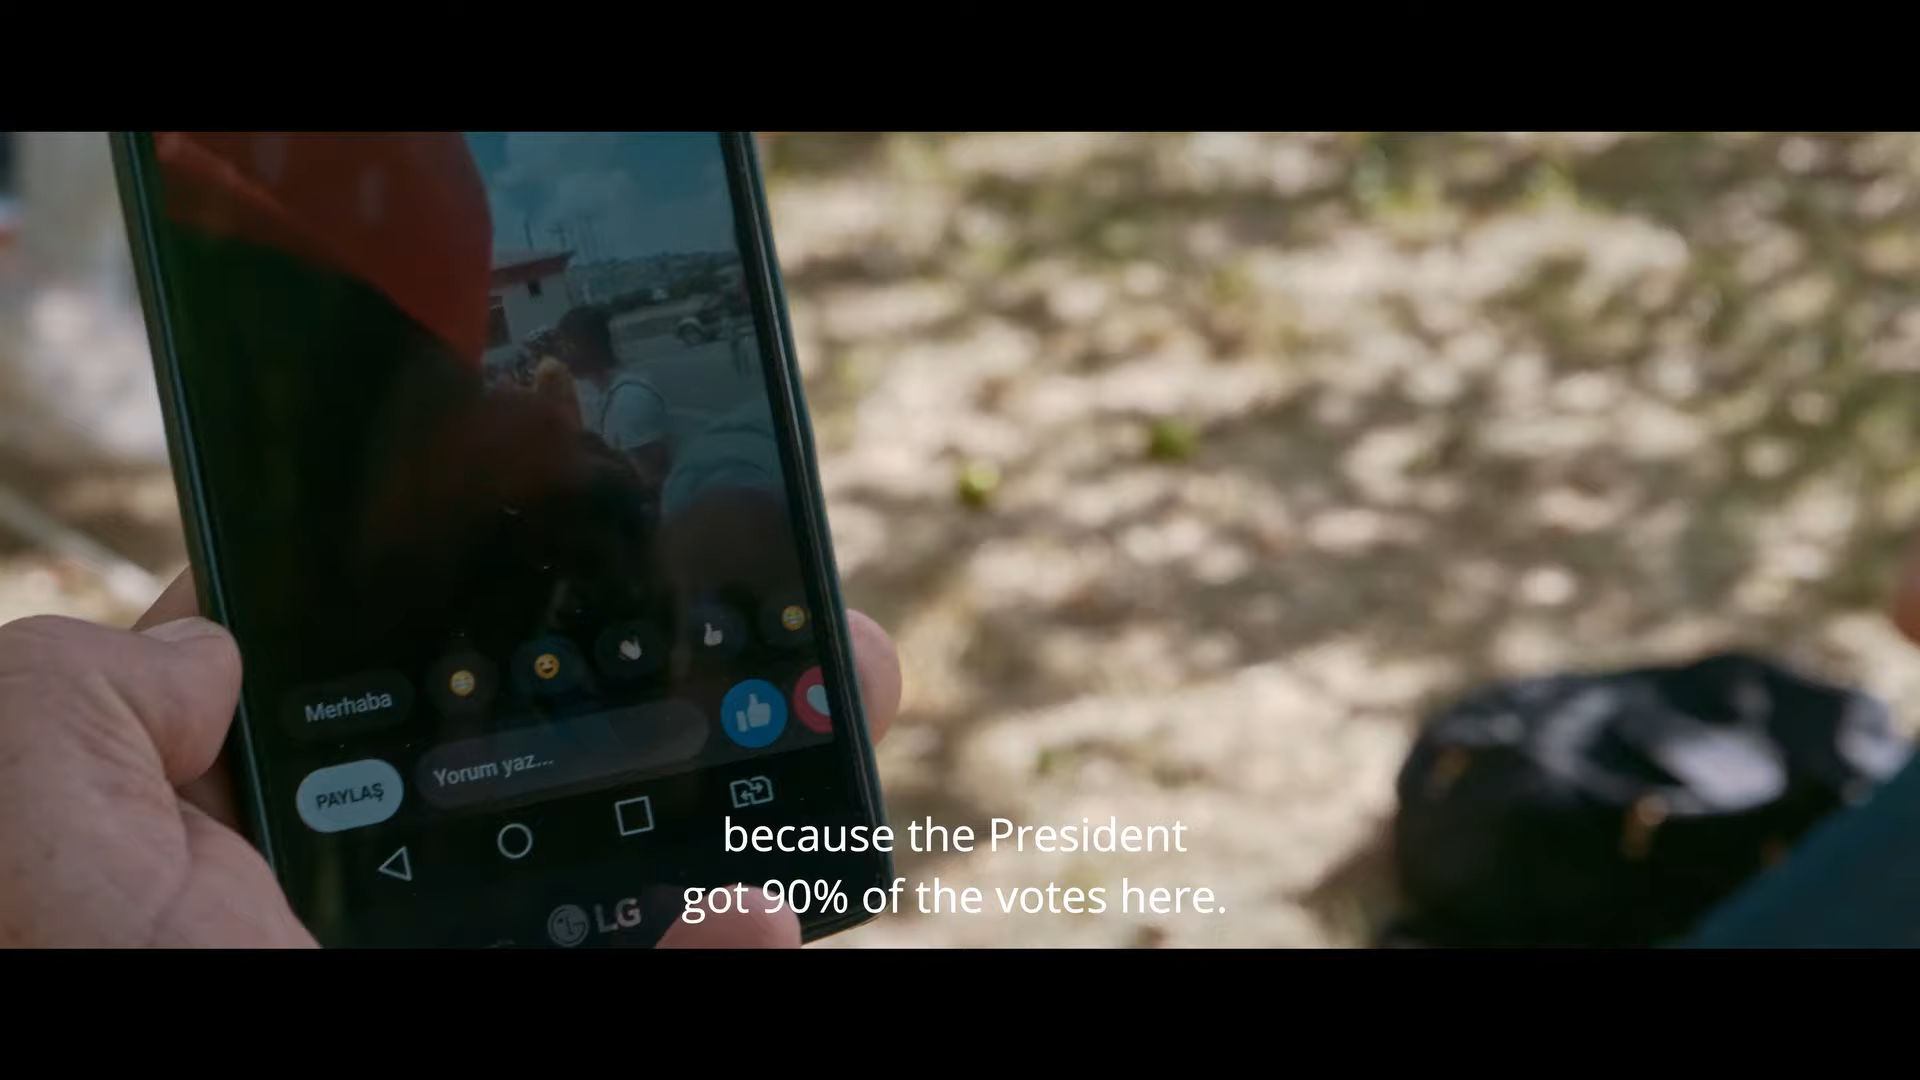 Merhaba
PAYLAŞ
Yorum yaz...
LG
because the President
got 90% of the votes here.